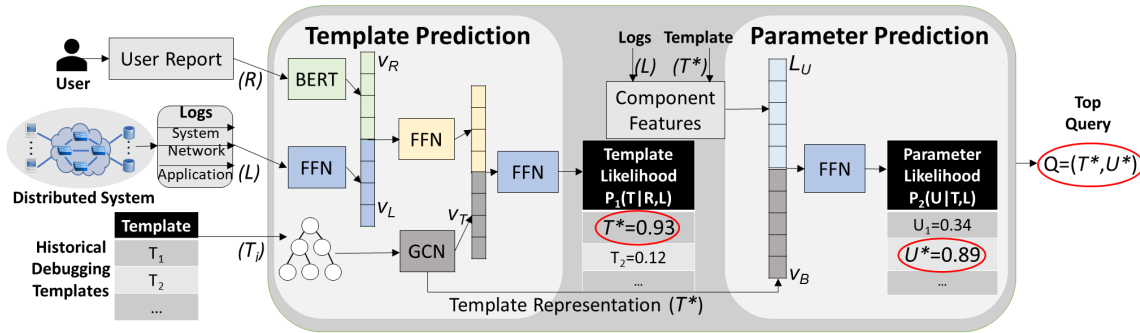 Template Prediction
Parameter Prediction
User
User Report
(R)
BERT
V_R
Logs
System
Network
Application
(L)
Distributed System
FFN
V_L
FFN
V_T
FFN
Historical
Debugging
Templates
Template
T_1
T_2
...
(T_i)
GCN
Template Representation (T*)
Template
Likelihood
P_1(T|R,L)
T*=0.93
T_2=0.12
...
Logs
(L)
Template
(T*)
Component
Features
L_U
V_B
FFN
Parameter
Likelihood
P_2(U|T,L)
U_1=0.34
U*=0.89
...
Top
Query
Q=(T*,U*)